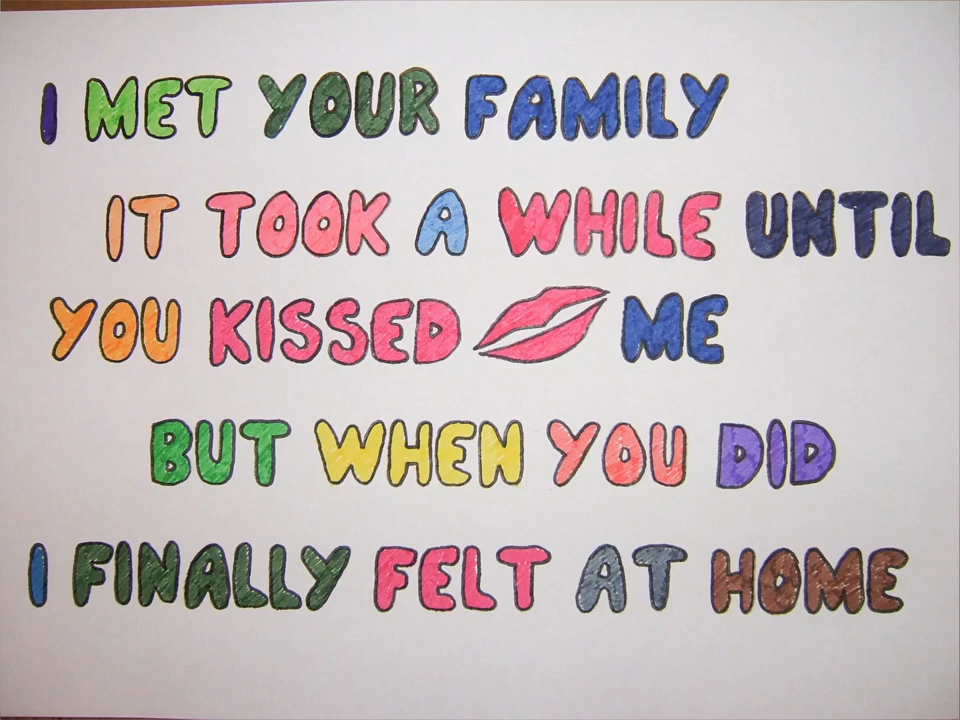 I MET YOUR FAMILY
IT TOOK A WHILE UNTIL
YOU KISSED ME
BUT WHEN YOU DID
I FINALLY FELT AT HOME